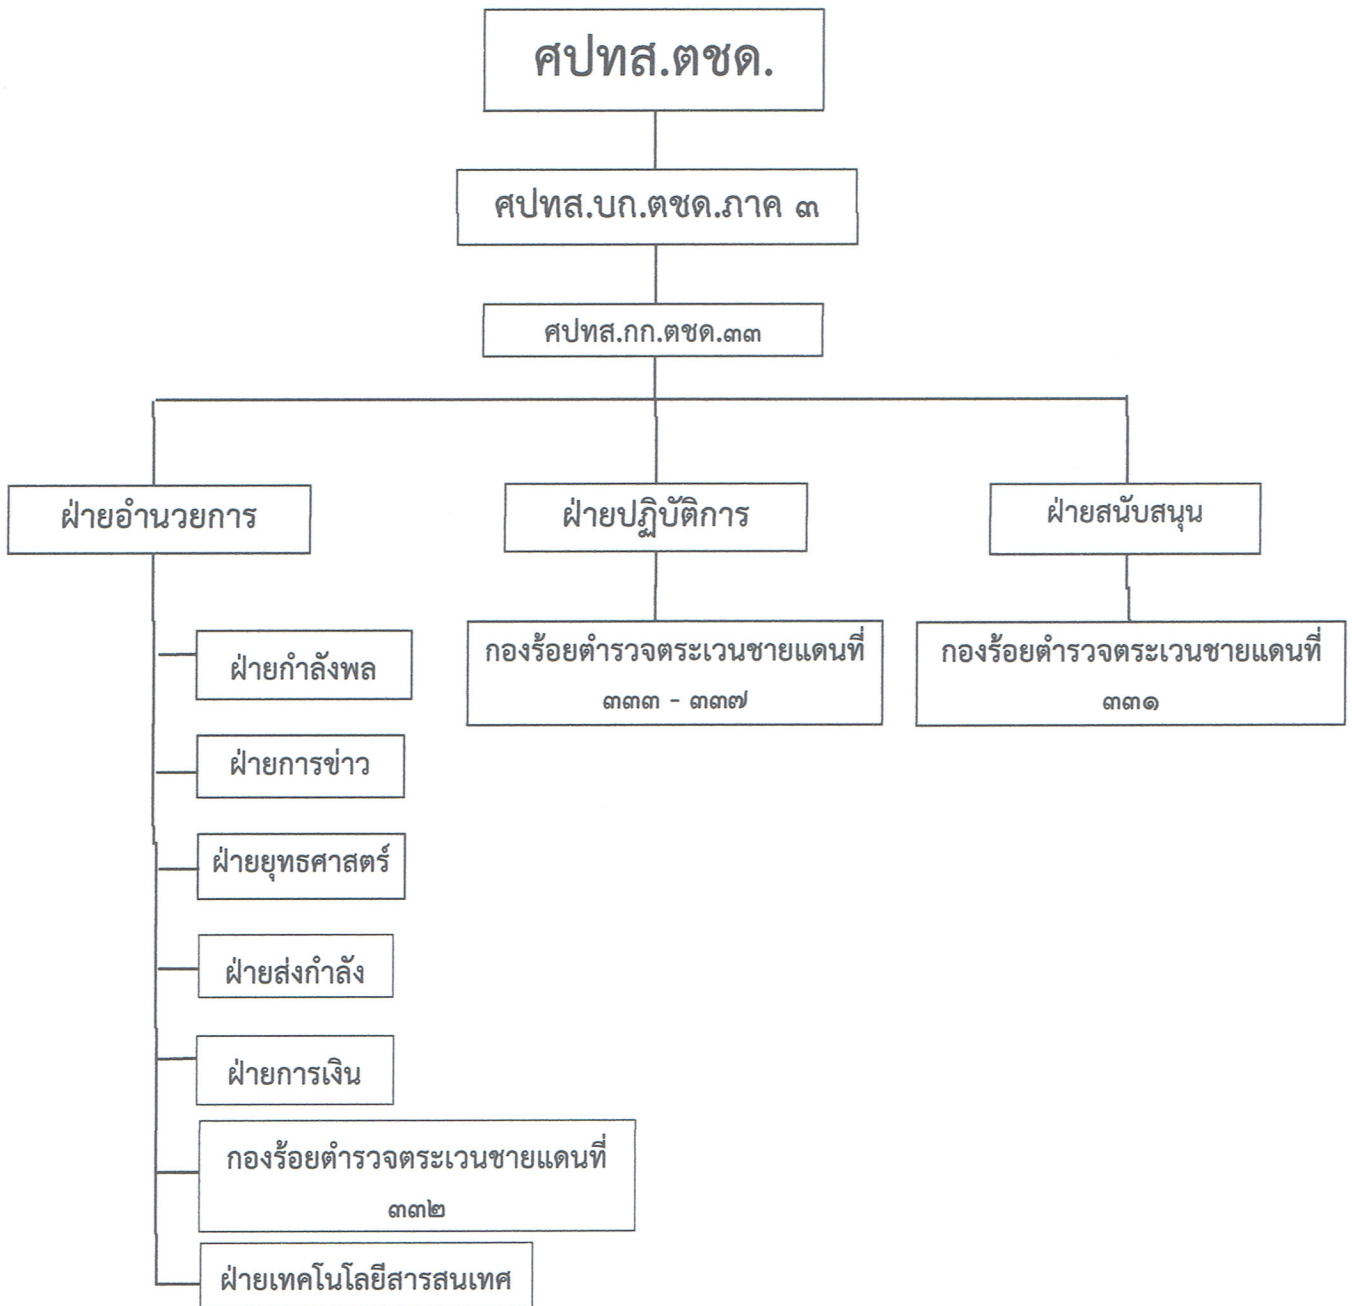 ศปทส.ตชด.
ศปทส.บก.ตชด.ภาค ๓
ศปทส.กก.ตชด.๓๓
ฝ่ายอำนวยการ
ฝ่ายปฏิบัติการ
ฝ่ายสนับสนุน
ฝ่ายกำลังพล
ฝ่ายการข่าว
ฝ่ายยุทธศาสตร์
ฝ่ายส่งกำลัง
ฝ่ายการเงิน
กองร้อยตำรวจตระเวนชายแดนที่
๓๓๒
ฝ่ายเทคโนโลยีสารสนเทศ
กองร้อยตำรวจตระเวนชายแดนที่
๓๓๓ - ๓๓๗
กองร้อยตำรวจตระเวนชายแดนที่
๓๓๑